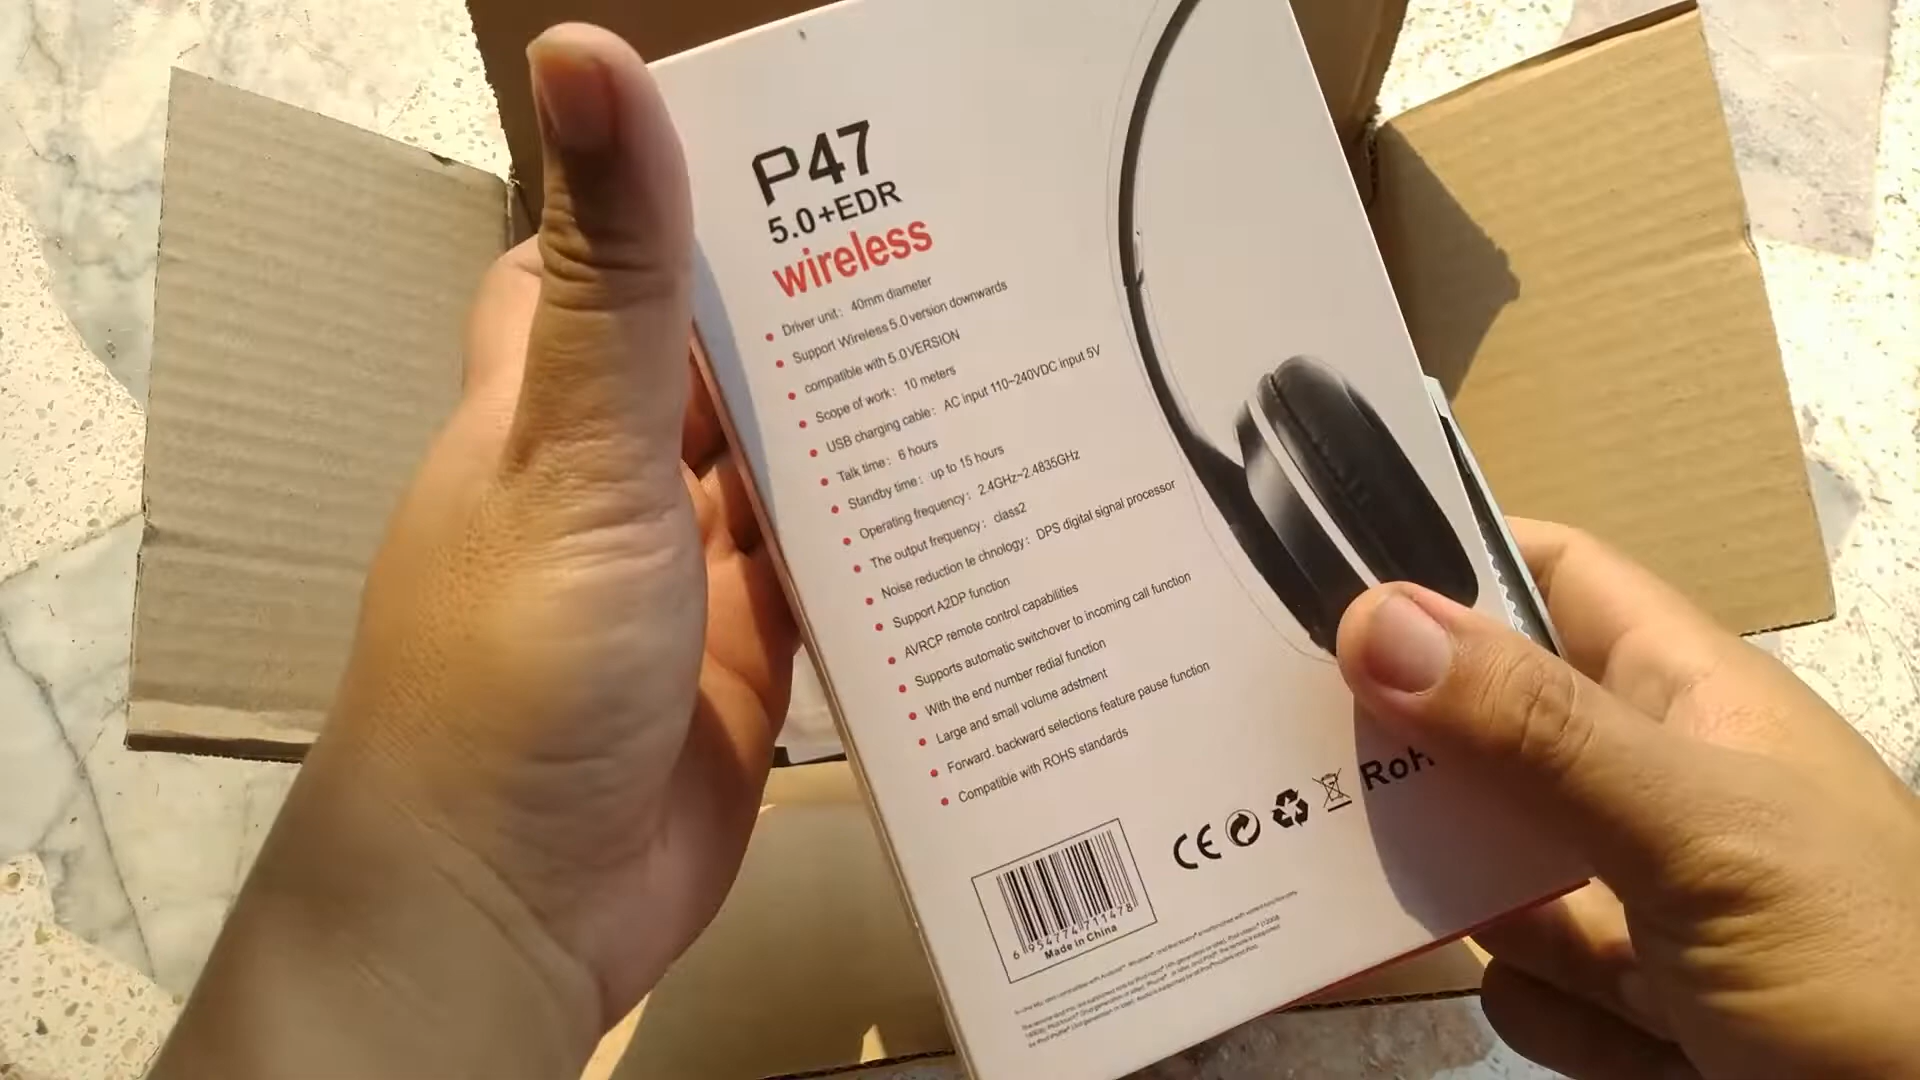 P47
5.0+EDR
wireless
Driver unit: 40mm diameter
Support Wireless 5.0 version downwards
compatible with 5.0VERSION
Scope of work: 10 meters
USB charging cable: AC input 110~240VDC input 5V
Talk time: 6 hours
Standby time: up to 15 hours
Operating frequency: 2.4GHz~2.4835GHz
The output frequency: class2
Noise reduction te chnology: DPS digital signal processor
Support A2DP function
AVRCP remote control capabilities
Supports automatic switchover to incoming call function
With the end number redial function
Large and small volume adstment
Forward. backward selections feature pause function
Compatible with ROHS standards
CE RoH
6 954774 711478
Made in China